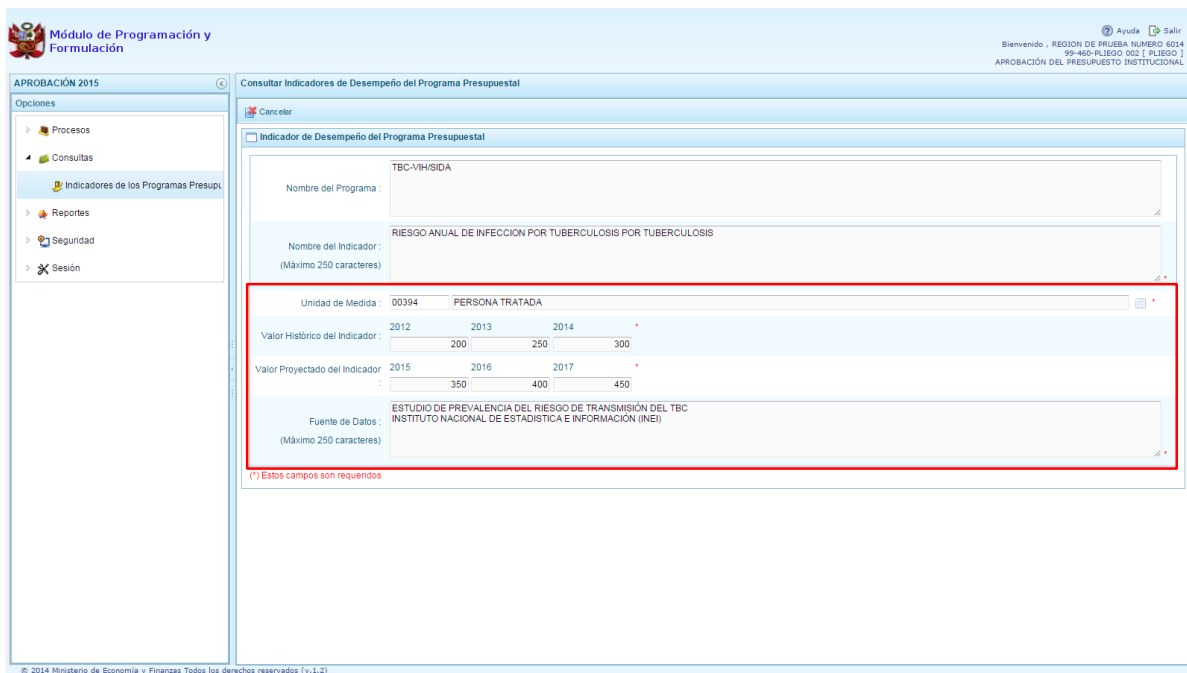 Módulo de Programación y
Formulación
Ayuda Salir
Bienvenido , REGION DE PRUEBA NUMERO 6014
99-460-PLIEGO 002 [ PLIEGO ]
APROBACIÓN DEL PRESUPUESTO INSTITUCIONAL
APROBACIÓN 2015
Opciones
Procesos
Consultas
Indicadores de los Programas Presupu
Reportes
Seguridad
Sesión
Consultar Indicadores de Desempeño del Programa Presupuestal
Cancelar
Indicador de Desempeño del Programa Presupuestal
Nombre del Programa :
TBC-VIH/SIDA
Nombre del Indicador :
(Máximo 250 caracteres)
RIESGO ANUAL DE INFECCION POR TUBERCULOSIS POR TUBERCULOSIS
*
Unidad de Medida : 00394 PERSONA TRATADA *
Valor Histórico del Indicador :
2012 2013 2014 *
200 250 300
Valor Proyectado del Indicador :
2015 2016 2017 *
350 400 450
Fuente de Datos :
(Máximo 250 caracteres)
ESTUDIO DE PREVALENCIA DEL RIESGO DE TRANSMISIÓN DEL TBC
INSTITUTO NACIONAL DE ESTADISTICA E INFORMACIÓN (INEI)
*
(*) Estos campos son requeridos
© 2014 Ministerio de Economía y Finanzas Todos los derechos reservados (v.1.2)